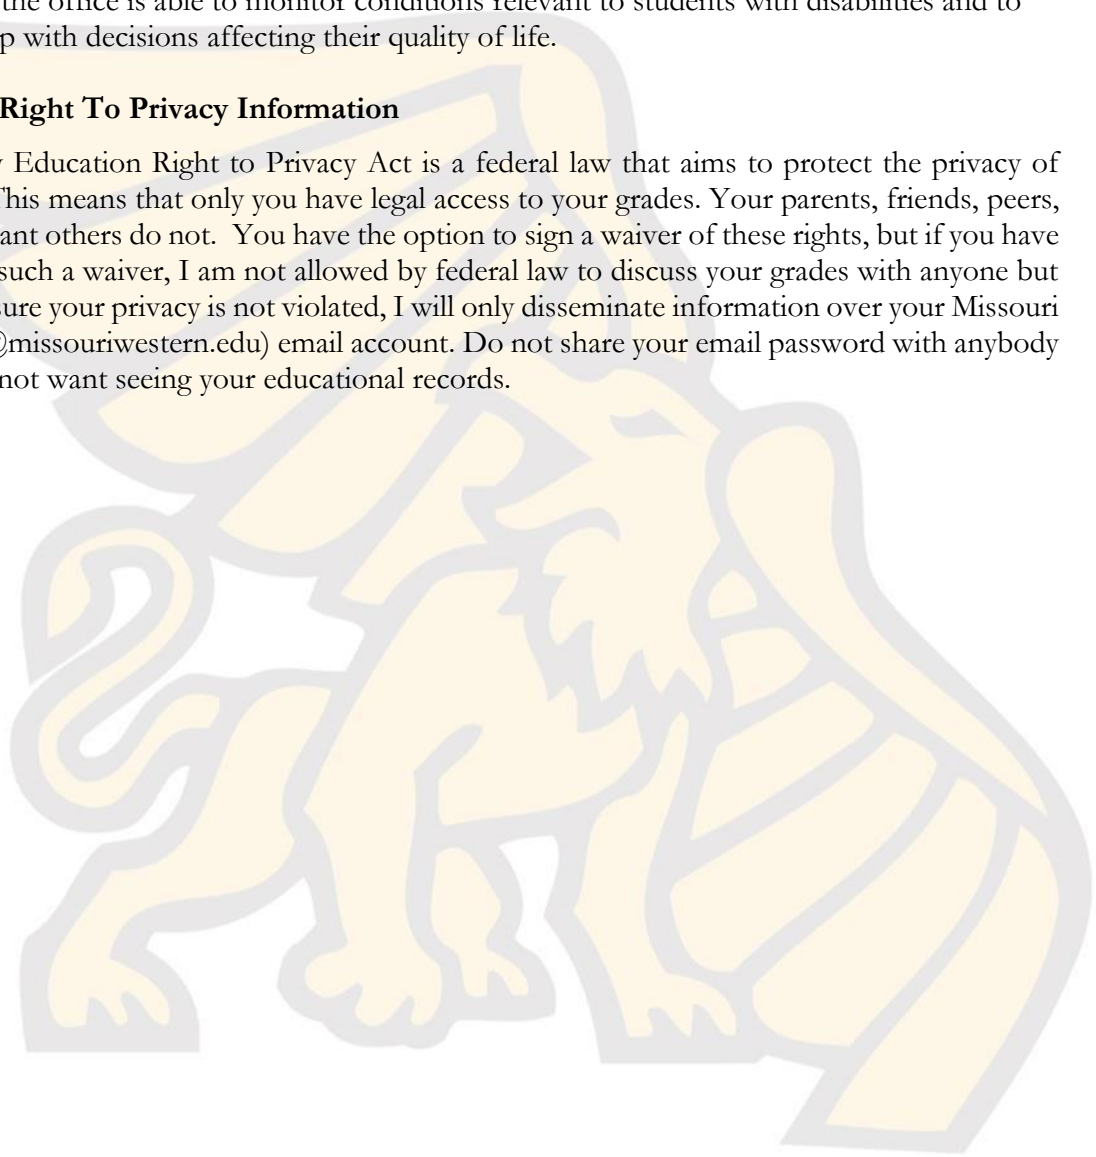 the office is able to monitor conditions relevant to students with disabilities and to
p with decisions affecting their quality of life.
Right To Privacy Information
y Education Right to Privacy Act is a federal law that aims to protect the privacy of
This means that only you have legal access to your grades. Your parents, friends, peers,
ant others do not. You have the option to sign a waiver of these rights, but if you have
such a waiver, I am not allowed by federal law to discuss your grades with anyone but
sure your privacy is not violated, I will only disseminate information over your Missouri
@missouriwestern.edu) email account. Do not share your email password with anybody
not want seeing your educational records.